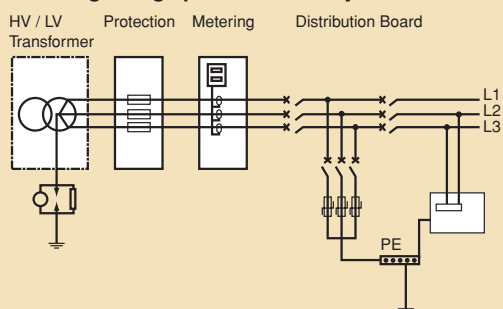 HV / LV
Transformer
Protection
Metering
Distribution Board
L1
L2
L3
PE